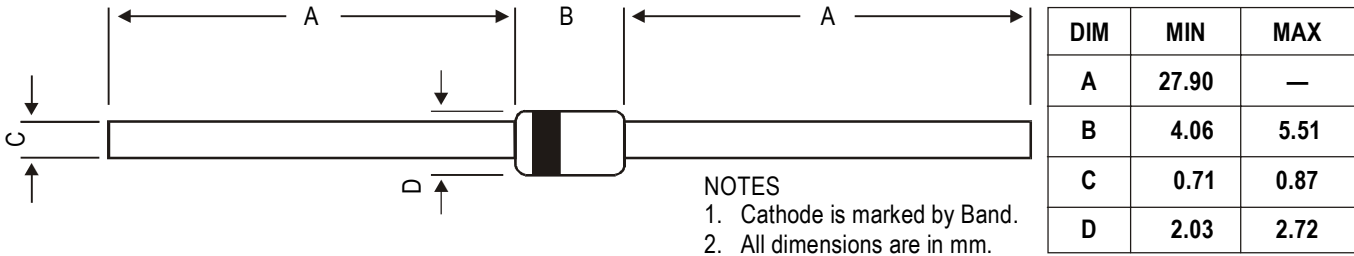 A B A
C
D
NOTES
1. Cathode is marked by Band.
2. All dimensions are in mm.
DIM MIN MAX
A 27.90 —
B 4.06 5.51
C 0.71 0.87
D 2.03 2.72